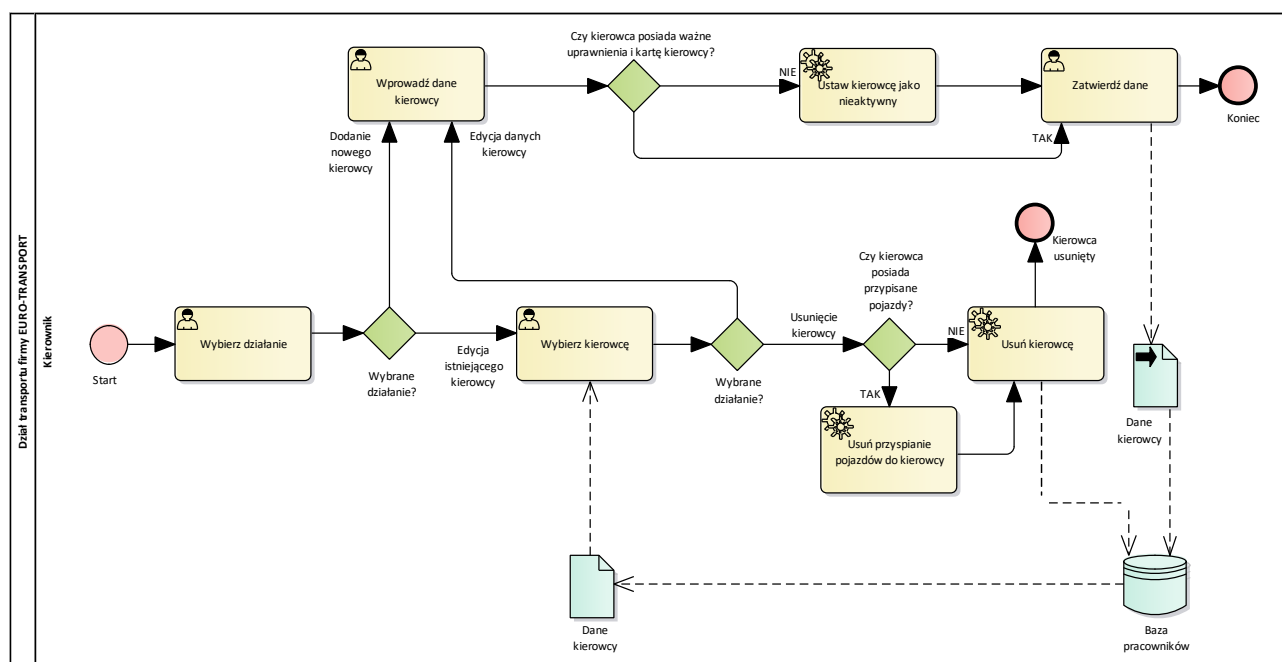 Dział transportu firmy EURO-TRANSPORT
Kierownik
Start
Wybierz działanie
Wybrane
działanie?
Dodanie
nowego
kierowcy
Edycja danych
kierowcy
Wprowadź dane
kierowcy
Czy kierowca posiada ważne
uprawnienia i kartę kierowcy?
NIE
Ustaw kierowcę jako
nieaktywny
TAK
Zatwierdź dane
Koniec
Edycja
istniejącego
kierowcy
Wybierz kierowcę
Wybrane
działanie?
Usunięcie
kierowcy
Czy kierowca
posiada
przypisane
pojazdy?
NIE
Usuń kierowcę
Kierowca
usunięty
TAK
Usuń przyspianie
pojazdów do kierowcy
Dane
kierowcy
Dane
kierowcy
Baza
pracowników